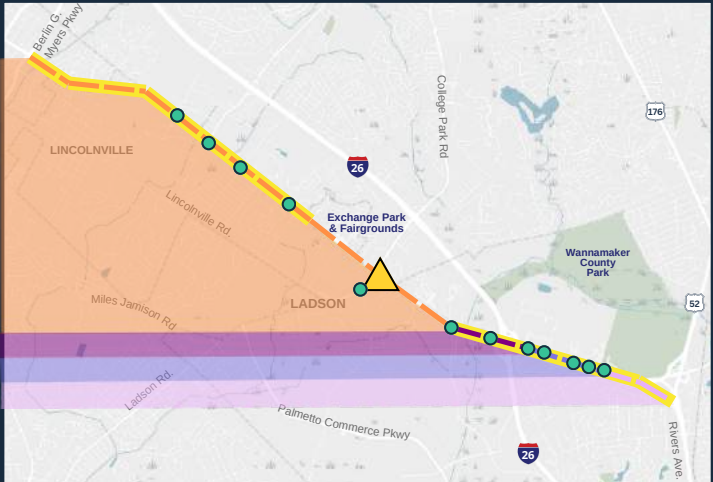 Berlin G.
Myers Pkwy
College Park Rd
176
LINCOLNVILLE
26
Lincolnville Rd.
Exchange Park
& Fairgrounds
Wannamaker
County
Park
Miles Jamison Rd
LADSON
52
Ladson Rd.
Palmetto Commerce Pkwy
26
Rivers Ave.